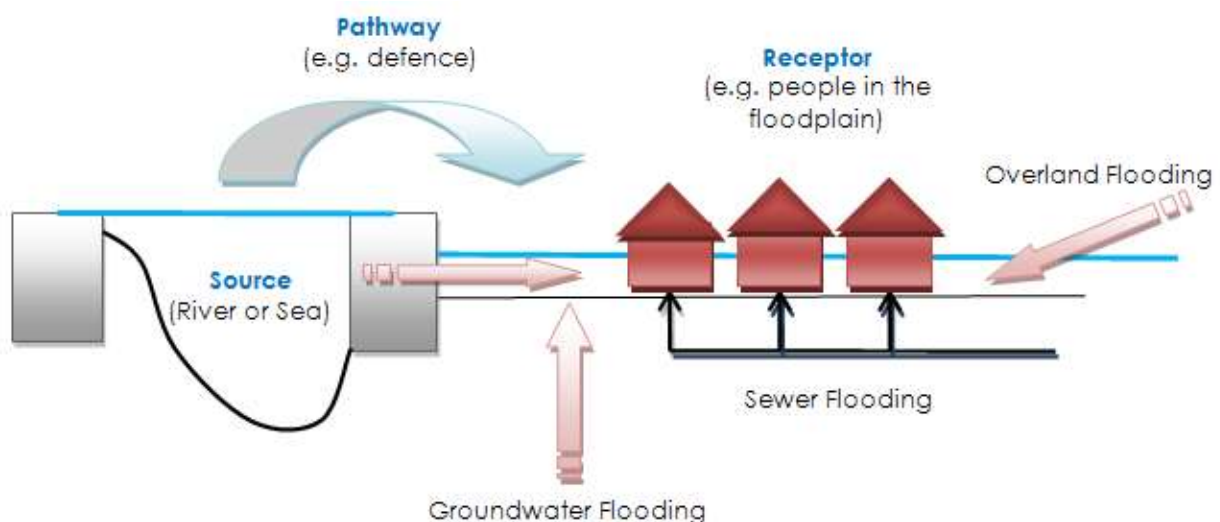 Pathway
(e.g. defence)
Receptor
(e.g. people in the
floodplain)
Overland Flooding
Source
(River or Sea)
Sewer Flooding
Groundwater Flooding